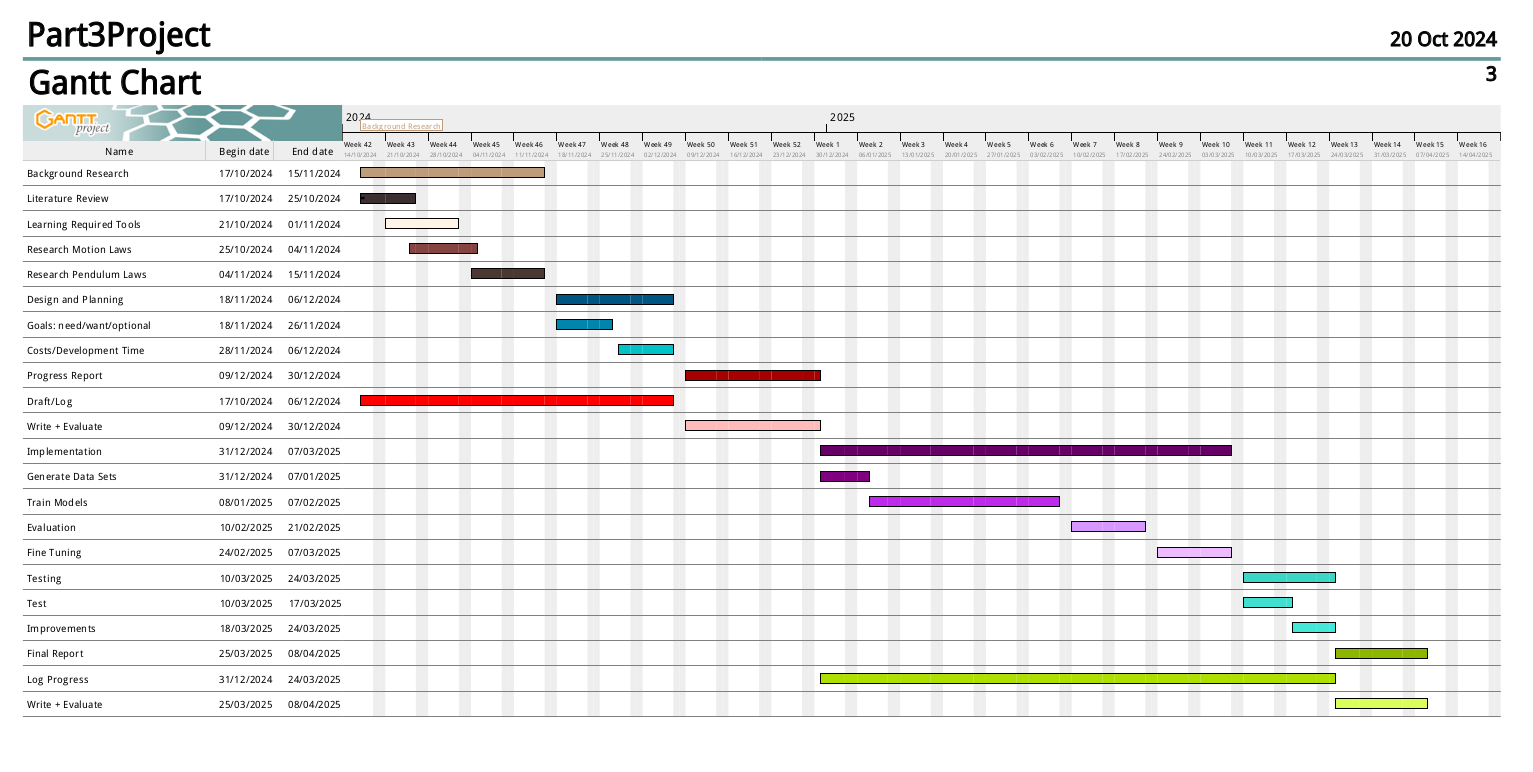 Part3Project
20 Oct 2024
Gantt Chart
3
GANTT project
2024 2025
Background Research
Name Begin date End date
Week 42 Week 43 Week 44 Week 45 Week 46 Week 47 Week 48 Week 49 Week 50 Week 51 Week 52 Week 1 Week 2 Week 3 Week 4 Week 5 Week 6 Week 7 Week 8 Week 9 Week 10 Week 11 Week 12 Week 13 Week 14 Week 15 Week 16
14/10/2024 21/10/2024 28/10/2024 04/11/2024 11/11/2024 18/11/2024 25/11/2024 02/12/2024 09/12/2024 16/12/2024 23/12/2024 30/12/2024 06/01/2025 13/01/2025 20/01/2025 27/01/2025 03/02/2025 10/02/2025 17/02/2025 24/02/2025 03/03/2025 10/03/2025 17/03/2025 24/03/2025 31/03/2025 07/04/2025 14/04/2025
Background Research 17/10/2024 15/11/2024
Literature Review 17/10/2024 25/10/2024
Learning Required Tools 21/10/2024 01/11/2024
Research Motion Laws 25/10/2024 04/11/2024
Research Pendulum Laws 04/11/2024 15/11/2024
Design and Planning 18/11/2024 06/12/2024
Goals: need/want/optional 18/11/2024 26/11/2024
Costs/Development Time 28/11/2024 06/12/2024
Progress Report 09/12/2024 30/12/2024
Draft/Log 17/10/2024 06/12/2024
Write + Evaluate 09/12/2024 30/12/2024
Implementation 31/12/2024 07/03/2025
Generate Data Sets 31/12/2024 07/01/2025
Train Models 08/01/2025 07/02/2025
Evaluation 10/02/2025 21/02/2025
Fine Tuning 24/02/2025 07/03/2025
Testing 10/03/2025 24/03/2025
Test 10/03/2025 17/03/2025
Improvements 18/03/2025 24/03/2025
Final Report 25/03/2025 08/04/2025
Log Progress 31/12/2024 24/03/2025
Write + Evaluate 25/03/2025 08/04/2025